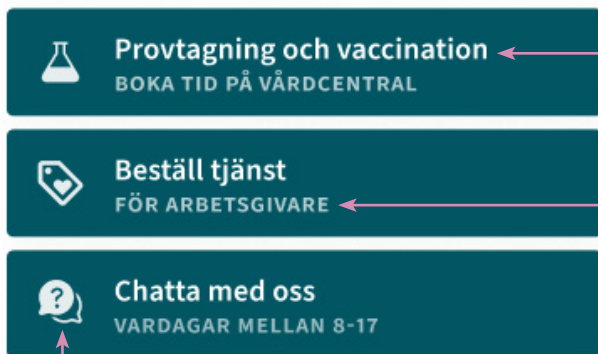 Provtagning och vaccination
BOKA TID PÅ VÅRDCENTRAL
Beställ tjänst
FÖR ARBETSGIVARE
?
Chatta med oss
VARDAGAR MELLAN 8-17